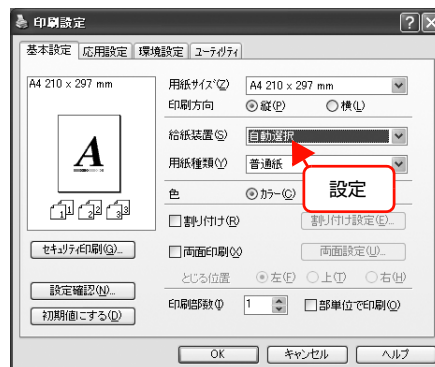 印刷設定
基本設定 応用設定 環境設定 ユーティリティ
A4 210 x 297 mm
用紙サイズ(Z) A4 210 x 297 mm
印刷方向 縦(P) 横(L)
給紙装置(S) 自動選択
A
用紙種類(Y) 普通紙
設定
色 カラー(C)
1 1 2 2 3 3
割り付け(R) 割り付け設定(E)...
セキュリティ印刷(G)...
両面印刷(X) 両面設定(U)...
とじる位置 左(F) 上(T) 右(H)
設定確認(N)...
印刷部数(I) 1 部単位で印刷(O)
初期値にする(D)
OK キャンセル ヘルプ